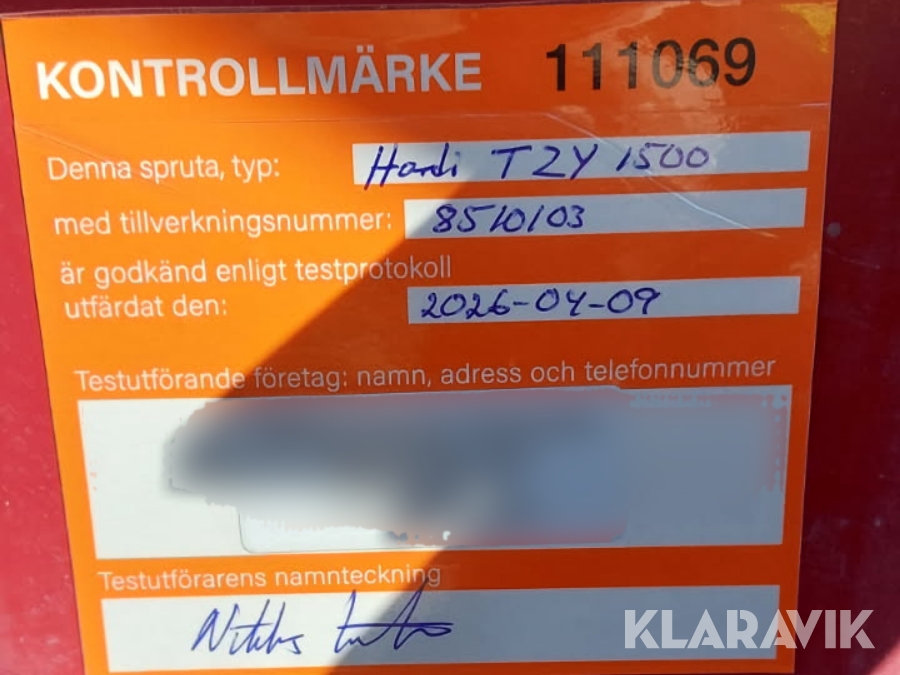 KONTROLLMÄRKE 111069
Denna spruta, typ: Hardi TZY 1500
med tillverkningsnummer: 8510103
är godkänd enligt testprotokoll
utfärdat den: 2026-04-09
Testutförande företag: namn, adress och telefonnummer
Testutförarens namnteckning
KLARAVIK